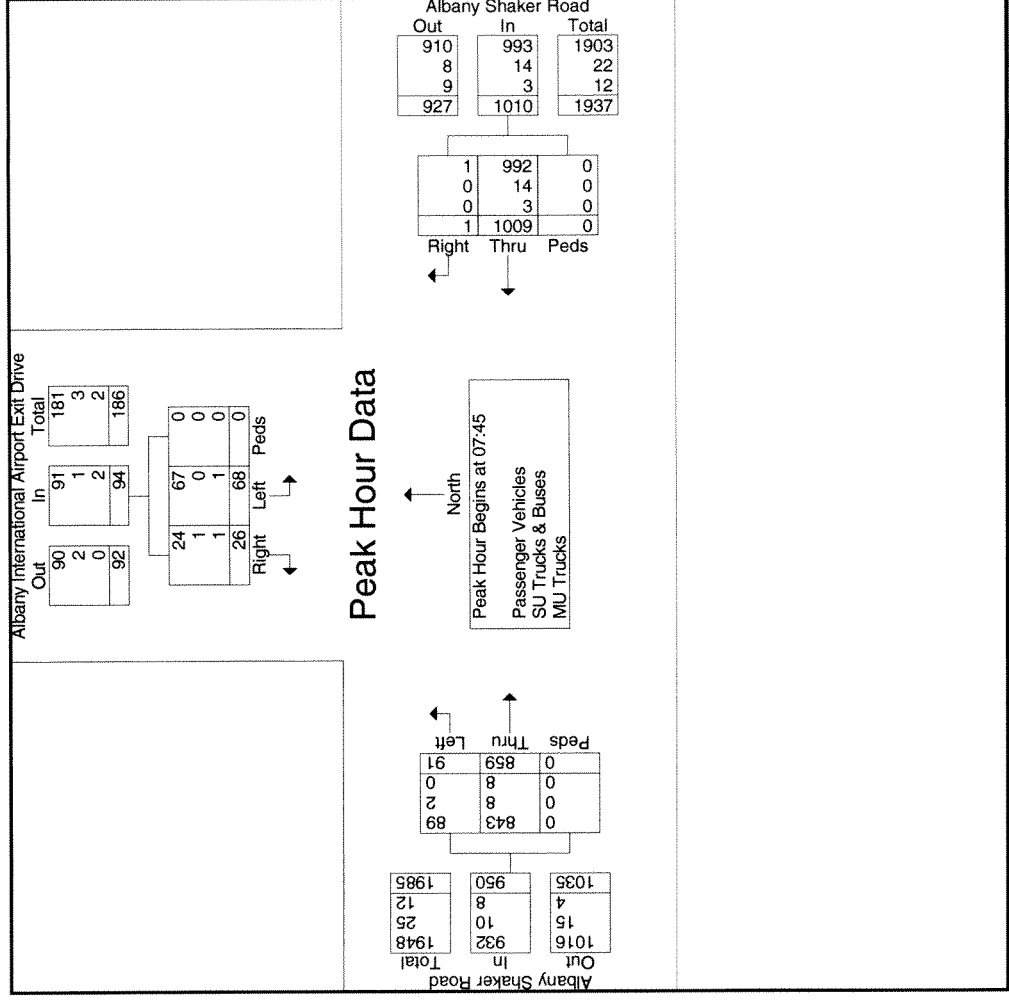 Albany Shaker Road
Out In Total
910 993 1903
8 14 22
9 3 12
927 1010 1937
1 992 0
0 14 0
0 3 0
1 1009 0
Right Thru Peds
Albany International Airport Exit Drive
Out In Total
90 91 181
2 1 3
0 2 2
92 94 186
24 67 0
1 0 0
1 1 0
26 68 0
Right Left Peds
Peak Hour Data
North
Peak Hour Begins at 07:45
Passenger Vehicles
SU Trucks & Buses
MU Trucks
Albany Shaker Road
Out In Total
1016 932 1948
15 10 25
4 8 12
1035 950 1985
0 843 89
0 8 2
0 8 0
0 859 91
Peds Thru Left